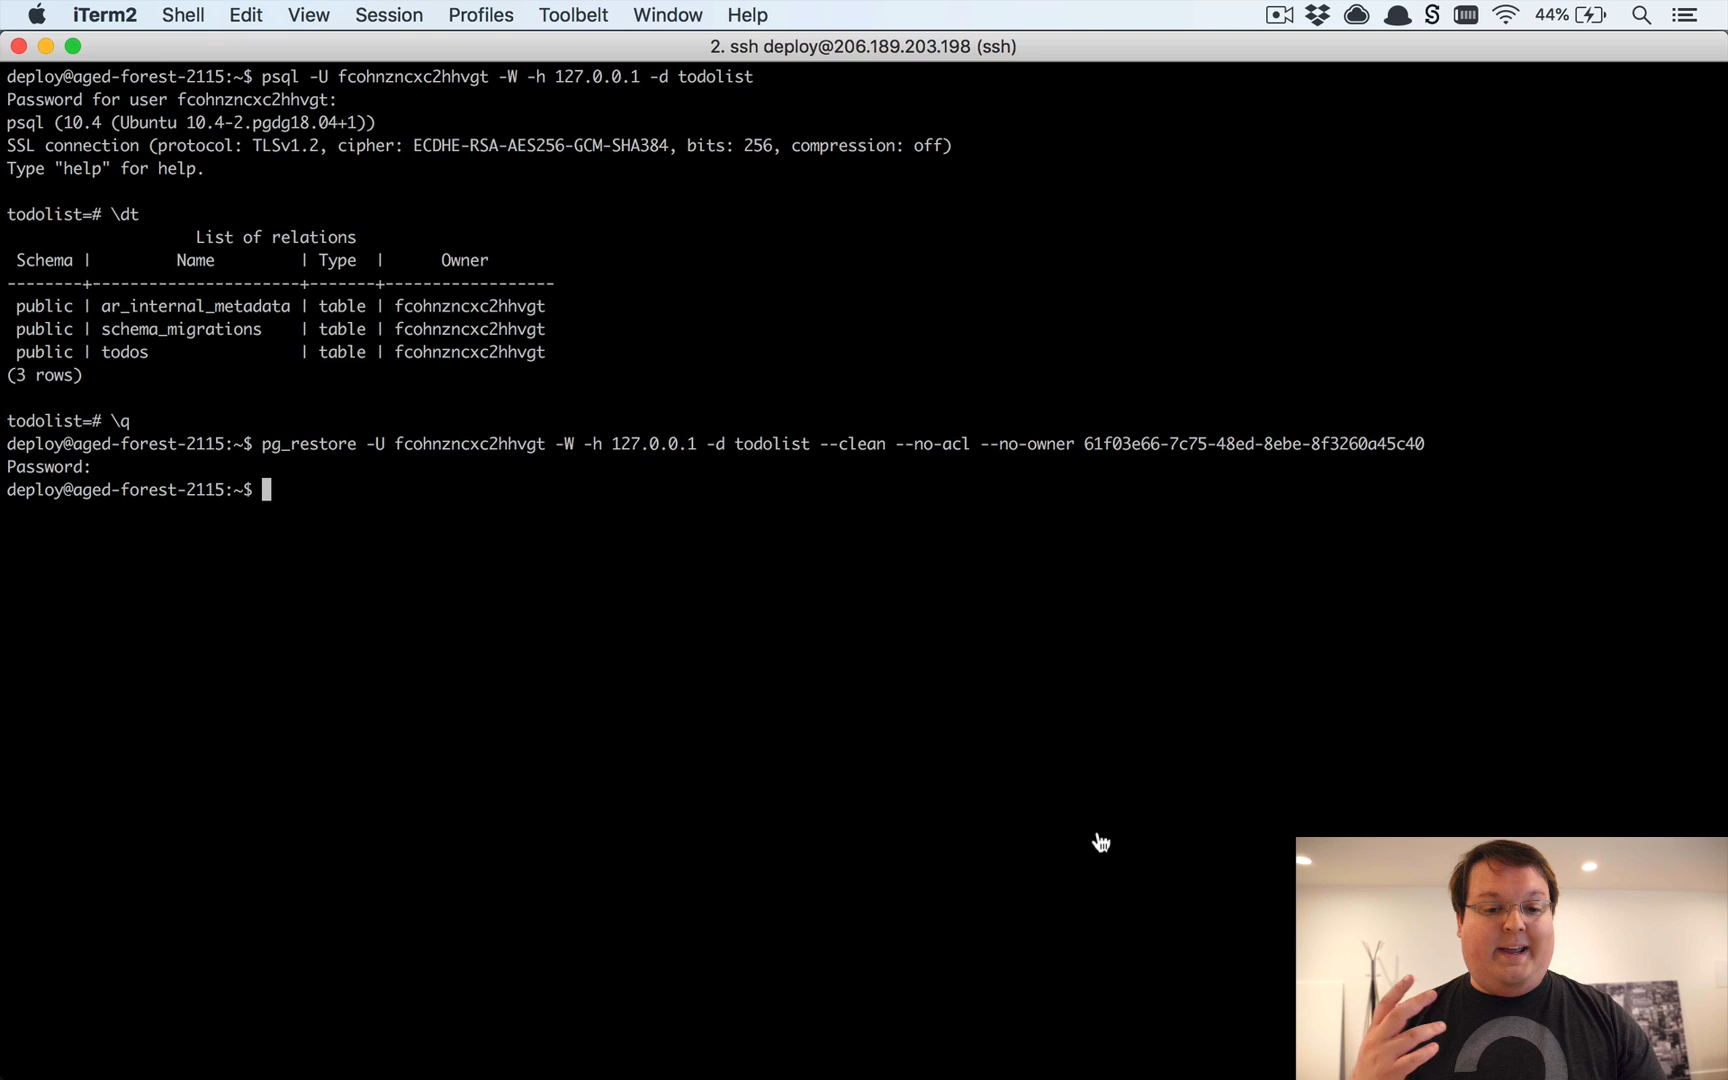 iTerm2 Shell Edit View Session Profiles Toolbelt Window Help 44%
2. ssh deploy@206.189.203.198 (ssh)
deploy@aged-forest-2115:~$ psql -U fcohnzncxc2hhvgt -W -h 127.0.0.1 -d todolist
Password for user fcohnzncxc2hhvgt:
psql (10.4 (Ubuntu 10.4-2.pgdg18.04+1))
SSL connection (protocol: TLSv1.2, cipher: ECDHE-RSA-AES256-GCM-SHA384, bits: 256, compression: off)
Type "help" for help.
todolist=# \dt
List of relations
Schema | Name | Type | Owner
--------+----------------------+-------+------------------
public | ar_internal_metadata | table | fcohnzncxc2hhvgt
public | schema_migrations | table | fcohnzncxc2hhvgt
public | todos | table | fcohnzncxc2hhvgt
(3 rows)
todolist=# \q
deploy@aged-forest-2115:~$ pg_restore -U fcohnzncxc2hhvgt -W -h 127.0.0.1 -d todolist --clean --no-acl --no-owner 61f03e66-7c75-48ed-8ebe-8f3260a45c40
Password:
deploy@aged-forest-2115:~$